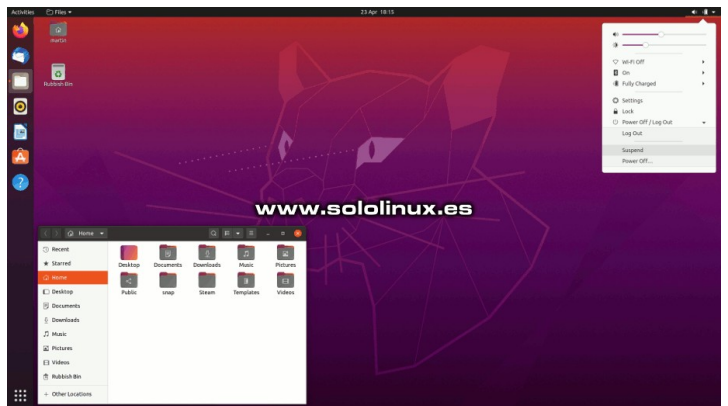 Activities
Files
23 Apr 18:15
martin
Rubbish Bin
Wi-Fi Off
On
Fully Charged
Settings
Lock
Power Off / Log Out
Log Out
Suspend
Power Off...
www.sololinux.es
Home
Recent
Starred
Home
Desktop
Documents
Downloads
Music
Pictures
Videos
Rubbish Bin
+ Other Locations
Desktop Documents Downloads Music Pictures
Public snap Steam Templates Videos